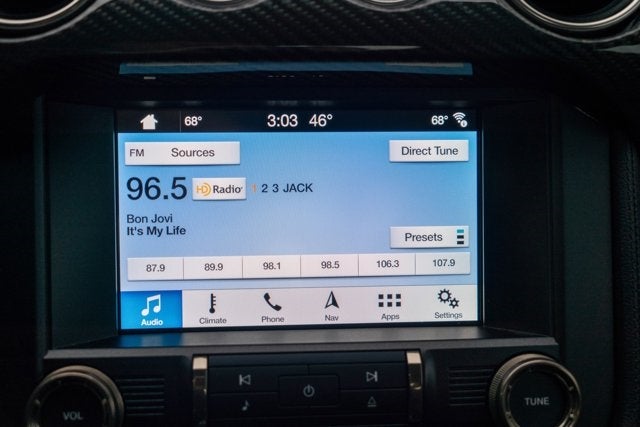 68° 3:03 46° 68°
FM Sources Direct Tune
96.5 HD Radio 1 2 3 JACK
Bon Jovi
It's My Life
Presets
87.9 89.9 98.1 98.5 106.3 107.9
Audio Climate Phone Nav Apps Settings
VOL TUNE